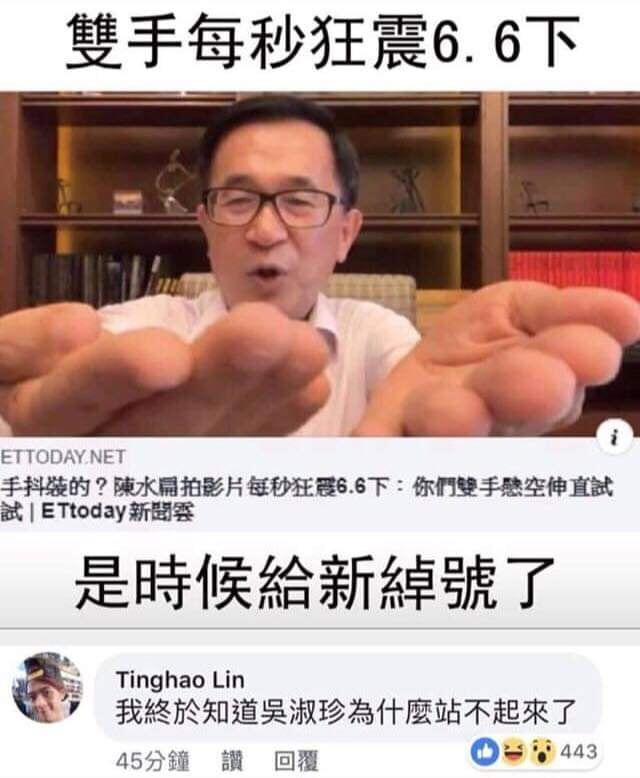 雙手每秒狂震6.6下
i
ETTODAY.NET
手抖裝的？陳水扁拍影片每秒狂震6.6下：你們雙手懸空伸直試
試 | ETtoday新聞雲
是時候給新綽號了
Tinghao Lin
我終於知道吳淑珍為什麼站不起來了
45分鐘 讚 回覆 443